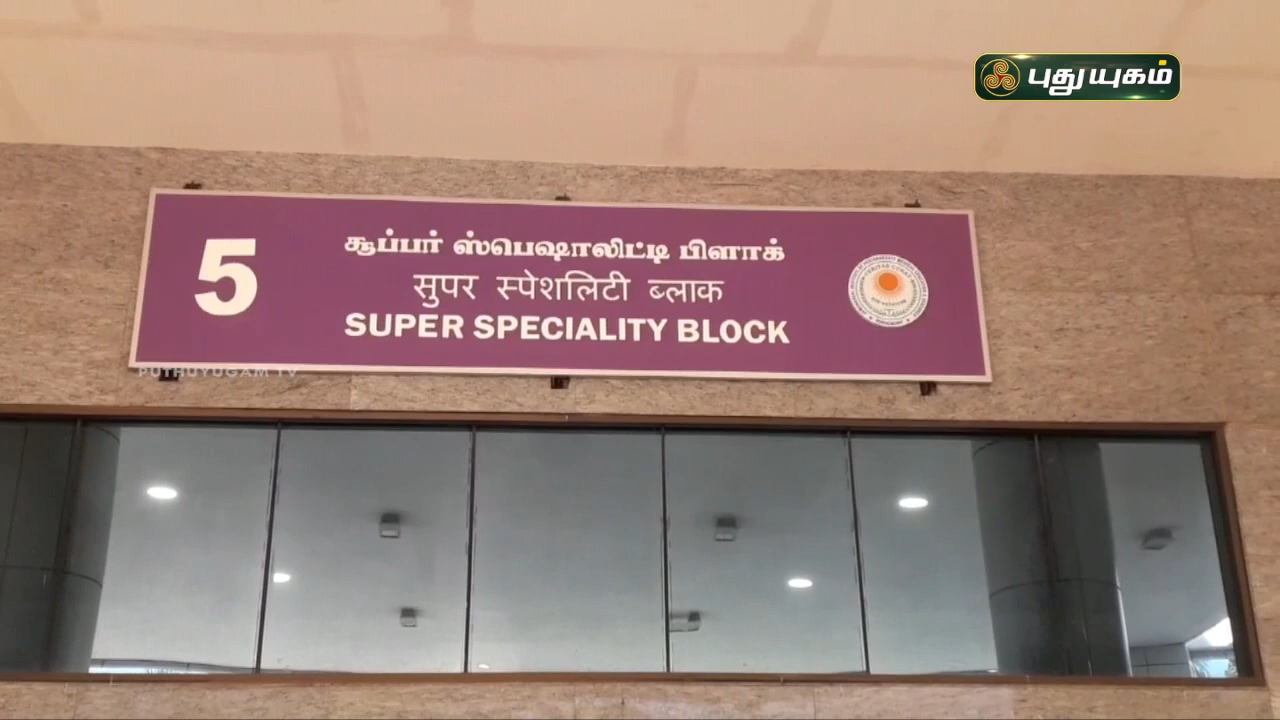 புதுயுகம்
5
சூப்பர் ஸ்பெஷாலிட்டி பிளாக்
सुपर स्पेशलिटी ब्लाक
SUPER SPECIALITY BLOCK
PUTHUYUGAM TV